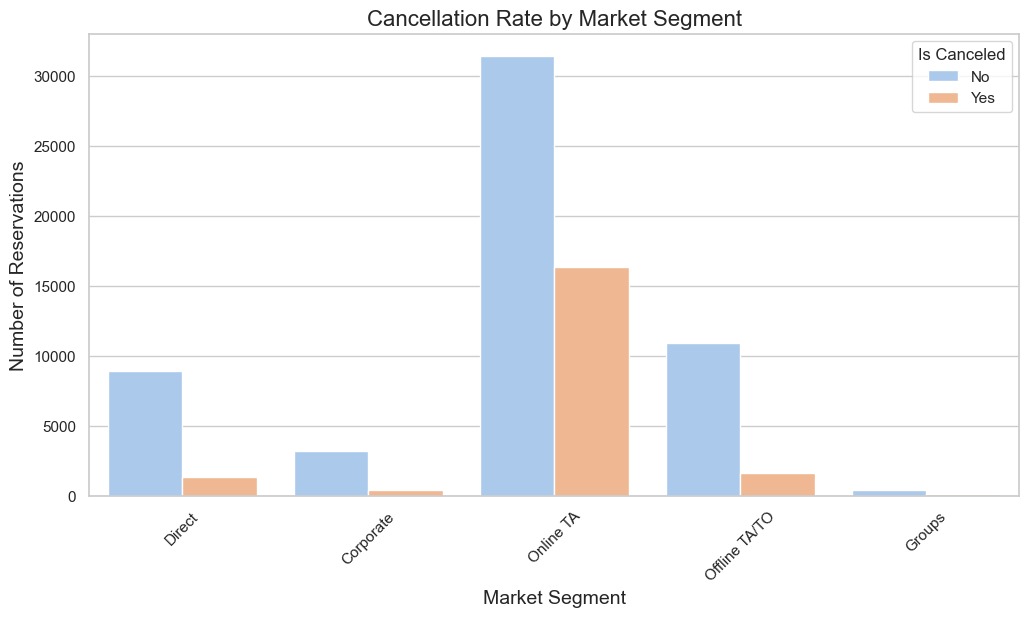 Cancellation Rate by Market Segment
Is Canceled
No
Yes
Number of Reservations
30000
25000
20000
15000
10000
5000
0
Direct
Corporate
Online TA
Offline TA/TO
Groups
Market Segment